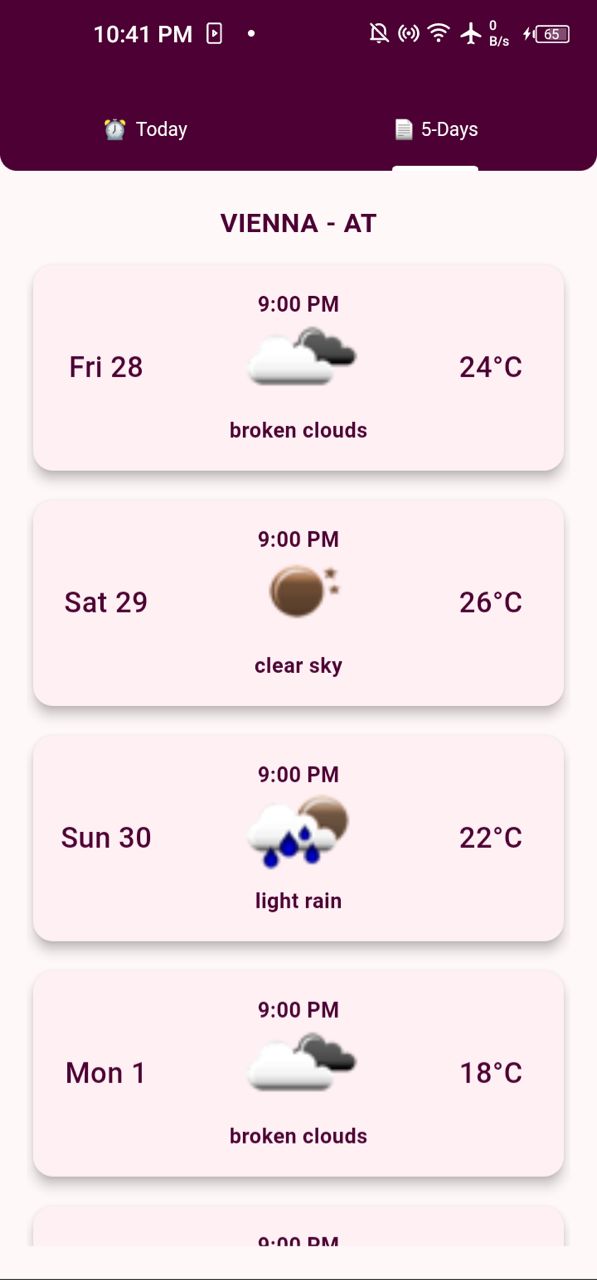 10:41 PM
0
B/s
65
Today
5-Days
VIENNA - AT
9:00 PM
Fri 28
24°C
broken clouds
9:00 PM
Sat 29
26°C
clear sky
9:00 PM
Sun 30
22°C
light rain
9:00 PM
Mon 1
18°C
broken clouds
9:00 PM